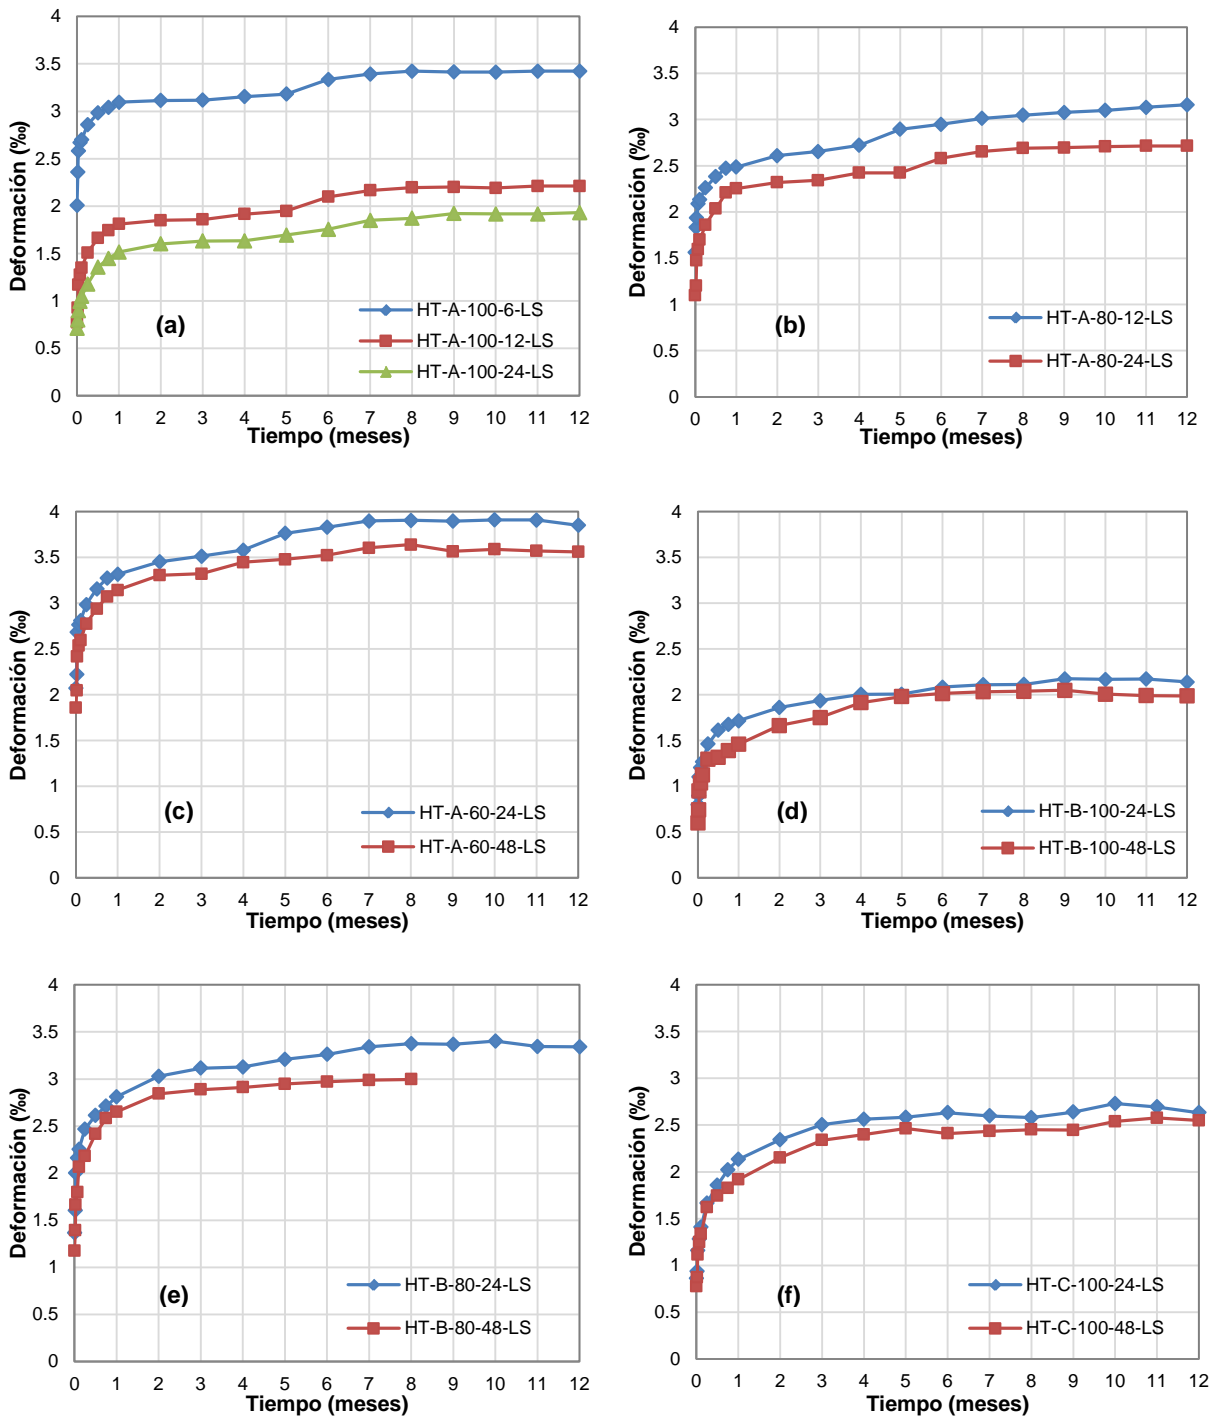 4
3.5
3
2.5
2
1.5
1
0.5
0
Deformación (‰)
(a)
HT-A-100-6-LS
HT-A-100-12-LS
HT-A-100-24-LS
0 1 2 3 4 5 6 7 8 9 10 11 12
Tiempo (meses)
4
3.5
3
2.5
2
1.5
1
0.5
0
Deformación (‰)
(b)
HT-A-80-12-LS
HT-A-80-24-LS
0 1 2 3 4 5 6 7 8 9 10 11 12
Tiempo (meses)
4
3.5
3
2.5
2
1.5
1
0.5
0
Deformación (‰)
(c)
HT-A-60-24-LS
HT-A-60-48-LS
0 1 2 3 4 5 6 7 8 9 10 11 12
Tiempo (meses)
4
3.5
3
2.5
2
1.5
1
0.5
0
Deformación (‰)
(d)
HT-B-100-24-LS
HT-B-100-48-LS
0 1 2 3 4 5 6 7 8 9 10 11 12
Tiempo (meses)
4
3.5
3
2.5
2
1.5
1
0.5
0
Deformación (‰)
(e)
HT-B-80-24-LS
HT-B-80-48-LS
0 1 2 3 4 5 6 7 8 9 10 11 12
Tiempo (meses)
4
3.5
3
2.5
2
1.5
1
0.5
0
Deformación (‰)
(f)
HT-C-100-24-LS
HT-C-100-48-LS
0 1 2 3 4 5 6 7 8 9 10 11 12
Tiempo (meses)